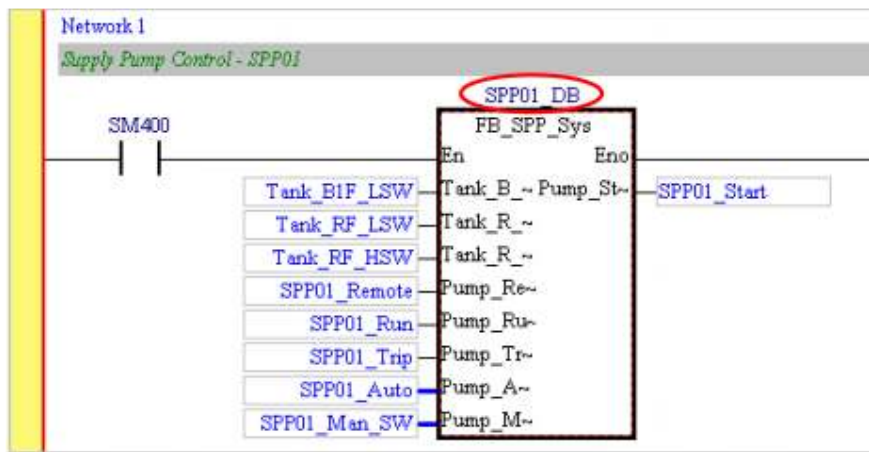 Network 1
Supply Pump Control - SPP01
SPP01_DB
SM400
FB_SPP_Sys
En Eno
Tank_B1F_LSW Tank_B_~ Pump_St~ SPP01_Start
Tank_RF_LSW Tank_R_~
Tank_RF_HSW Tank_R_~
SPP01_Remote Pump_Re~
SPP01_Run Pump_Ru~
SPP01_Trip Pump_Tr~
SPP01_Auto Pump_A~
SPP01_Man_SW Pump_M~